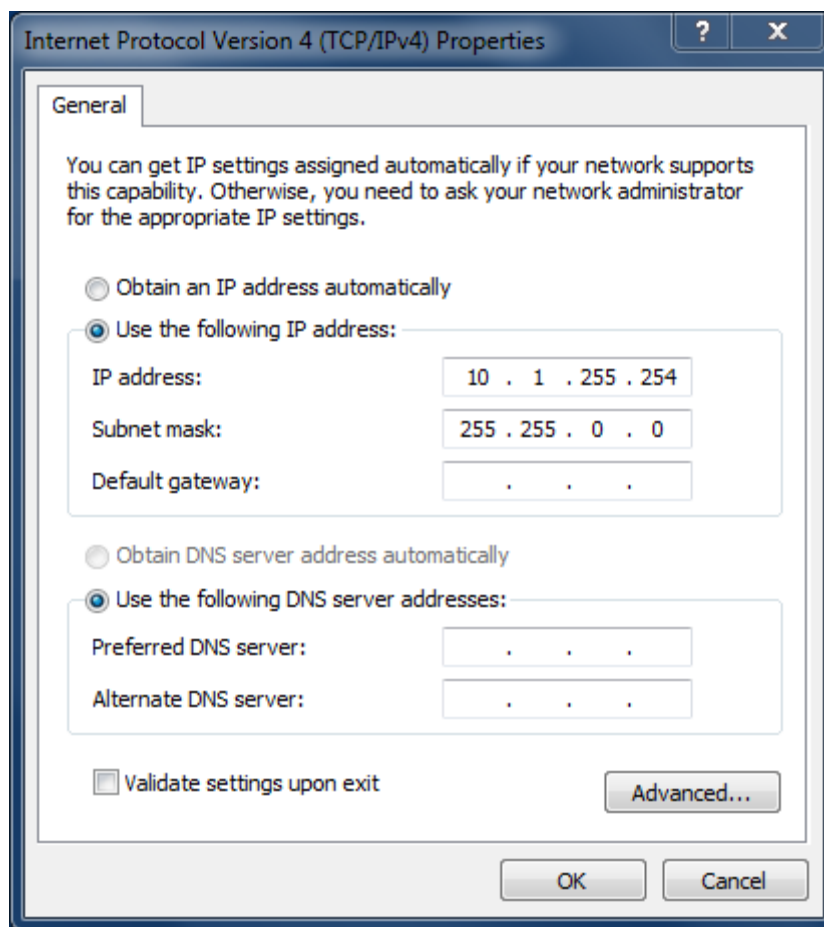 Internet Protocol Version 4 (TCP/IPv4) Properties
? x
General
You can get IP settings assigned automatically if your network supports
this capability. Otherwise, you need to ask your network administrator
for the appropriate IP settings.
Obtain an IP address automatically
Use the following IP address:
IP address: 10 . 1 . 255 . 254
Subnet mask: 255 . 255 . 0 . 0
Default gateway: . . .
Obtain DNS server address automatically
Use the following DNS server addresses:
Preferred DNS server: . . .
Alternate DNS server: . . .
Validate settings upon exit
Advanced...
OK Cancel